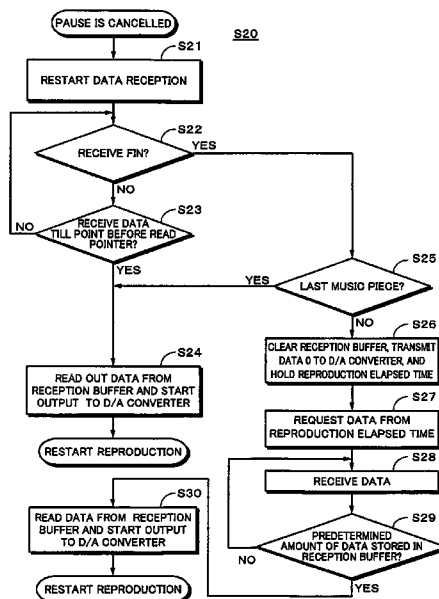 PAUSE IS CANCELLED
S20
S21
RESTART DATA RECEPTION
S22
RECEIVE FIN?
YES
NO
S23
RECEIVE DATA
TILL POINT BEFORE READ
POINTER?
NO
YES
S25
LAST MUSIC PIECE?
YES
NO
S26
CLEAR RECEPTION BUFFER, TRANSMIT
DATA 0 TO D/A CONVERTER, AND
HOLD REPRODUCTION ELAPSED TIME
S24
READ OUT DATA FROM
RECEPTION BUFFER AND START
OUTPUT TO D/A CONVERTER
S27
REQUEST DATA FROM
REPRODUCTION ELAPSED TIME
RESTART REPRODUCTION
S28
RECEIVE DATA
S29
PREDETERMINED
AMOUNT OF DATA STORED IN
RECEPTION BUFFER?
NO
YES
S30
READ DATA FROM RECEPTION
BUFFER AND START OUTPUT
TO D/A CONVERTER
RESTART REPRODUCTION